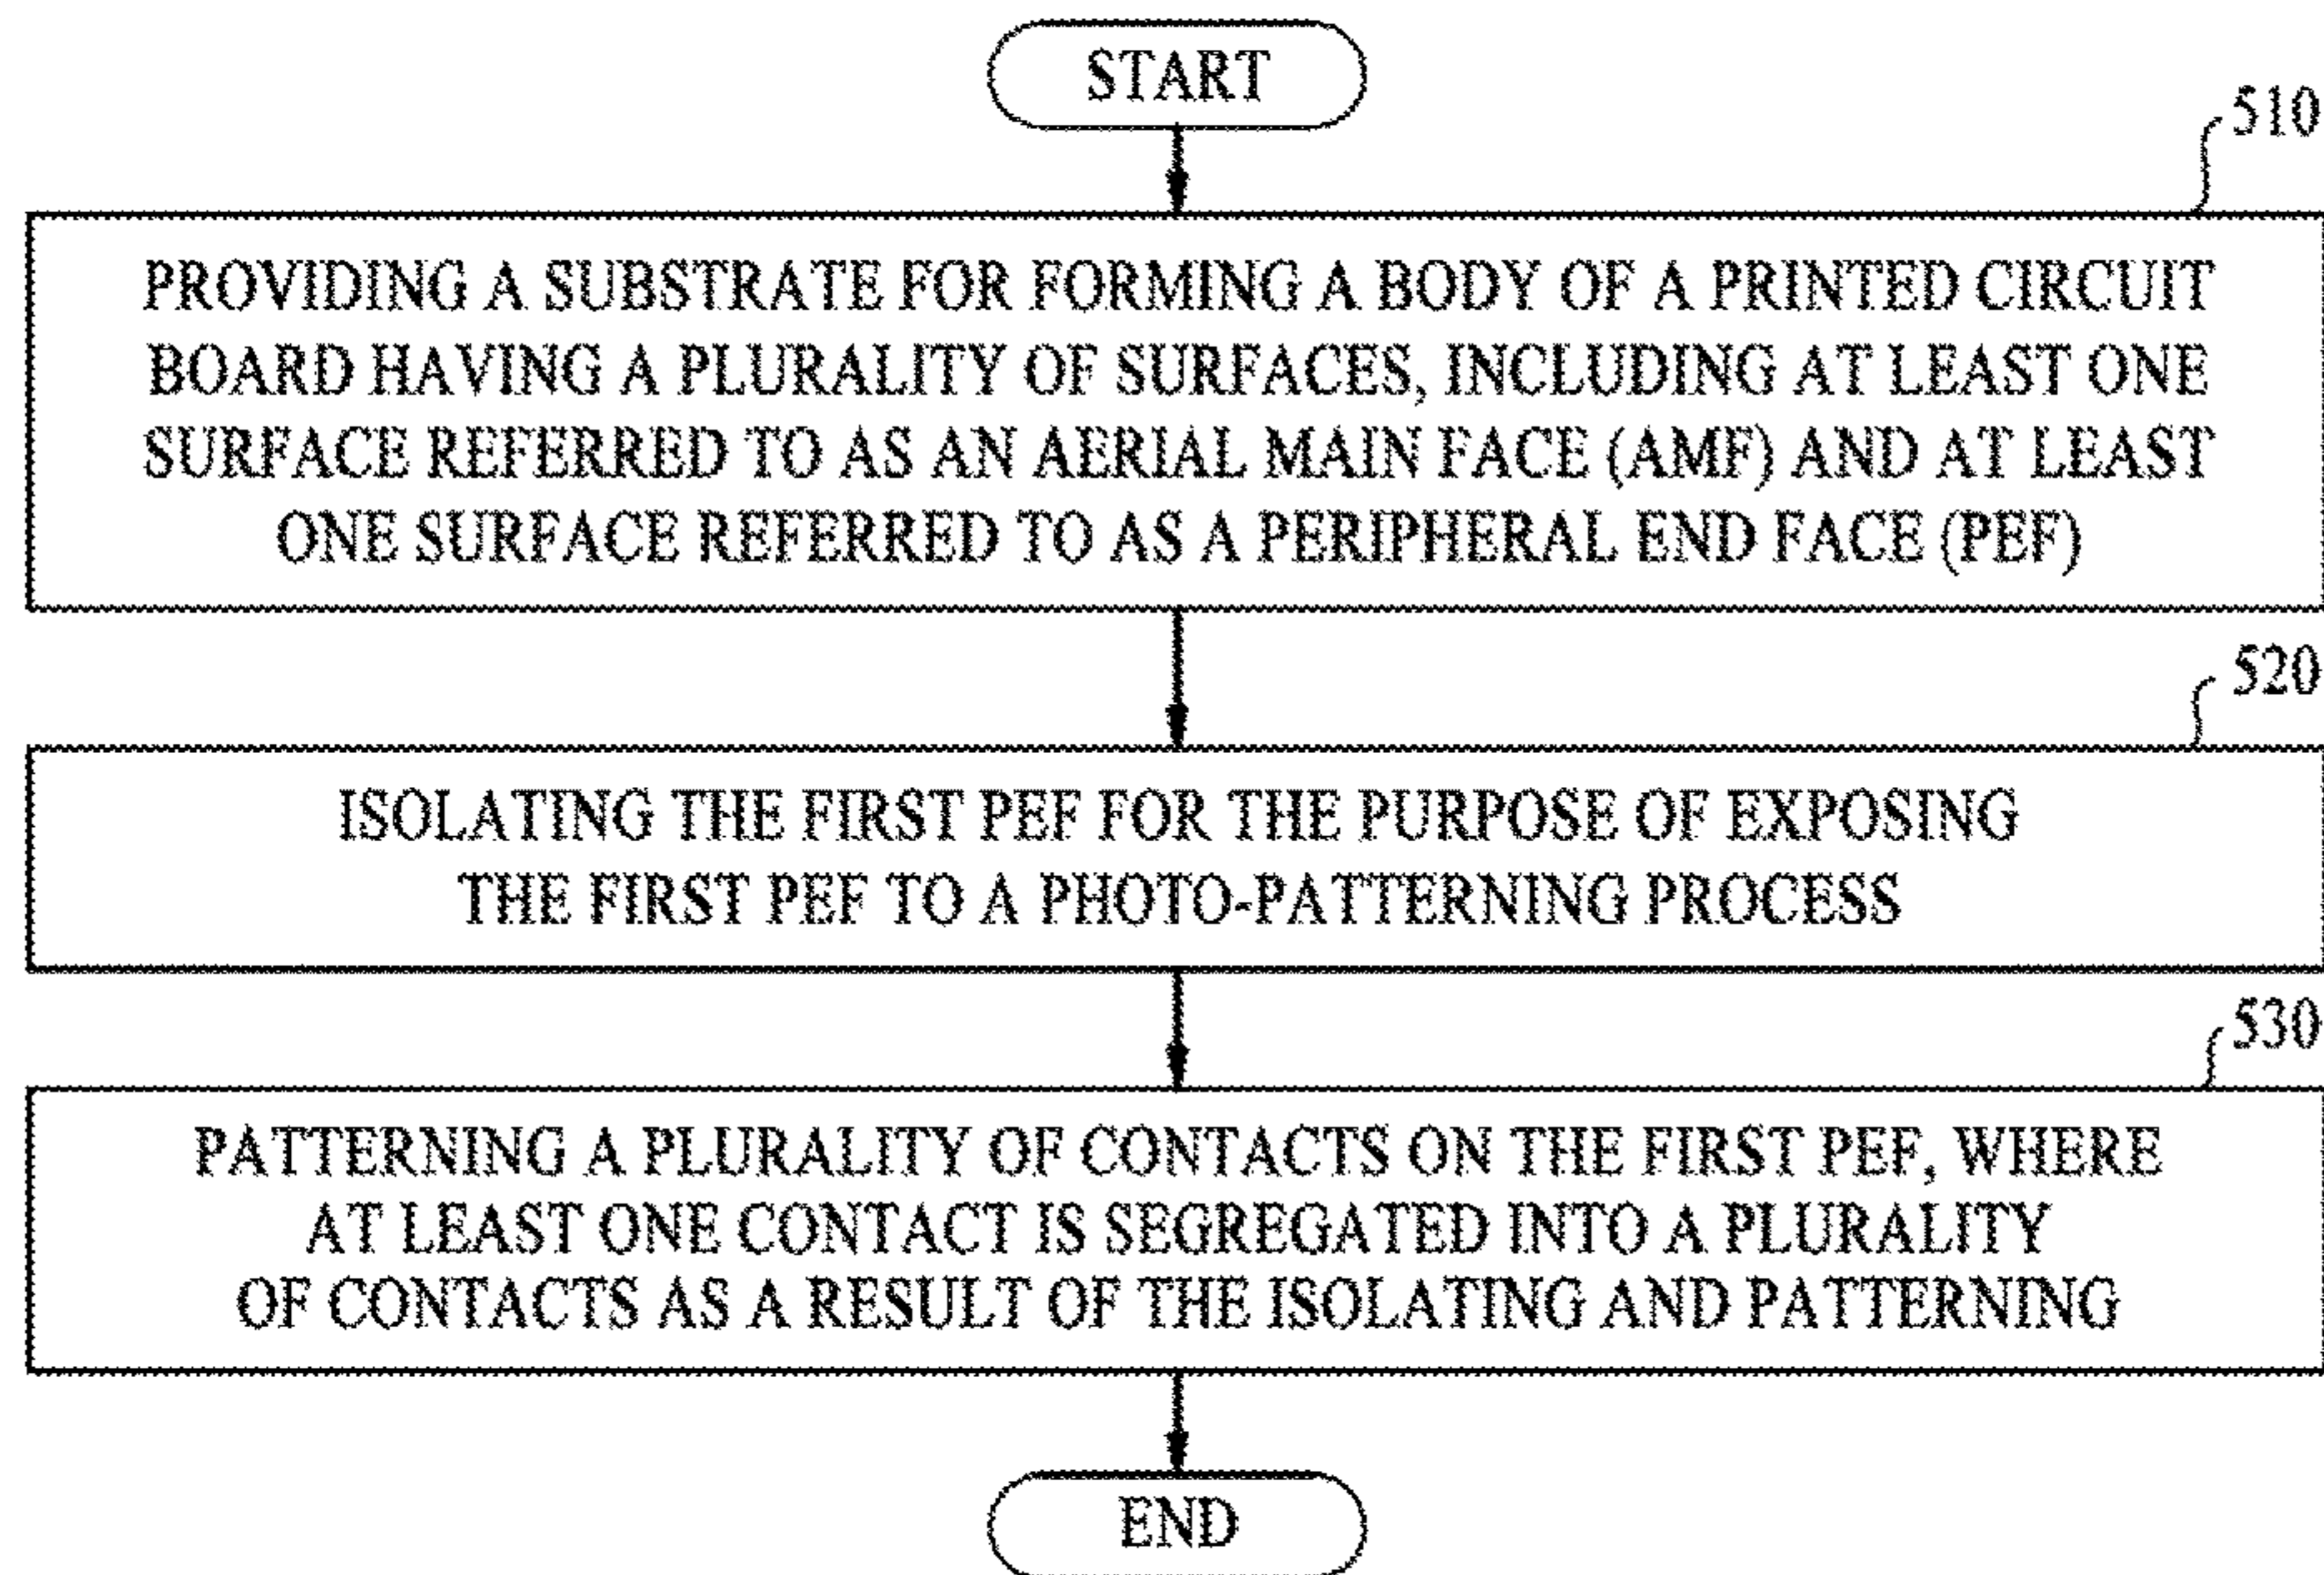 START
510
PROVIDING A SUBSTRATE FOR FORMING A BODY OF A PRINTED CIRCUIT
BOARD HAVING A PLURALITY OF SURFACES, INCLUDING AT LEAST ONE
SURFACE REFERRED TO AS AN AERIAL MAIN FACE (AMF) AND AT LEAST
ONE SURFACE REFERRED TO AS A PERIPHERAL END FACE (PEF)
520
ISOLATING THE FIRST PEF FOR THE PURPOSE OF EXPOSING
THE FIRST PEF TO A PHOTO-PATTERNING PROCESS
530
PATTERNING A PLURALITY OF CONTACTS ON THE FIRST PEF, WHERE
AT LEAST ONE CONTACT IS SEGREGATED INTO A PLURALITY
OF CONTACTS AS A RESULT OF THE ISOLATING AND PATTERNING
END